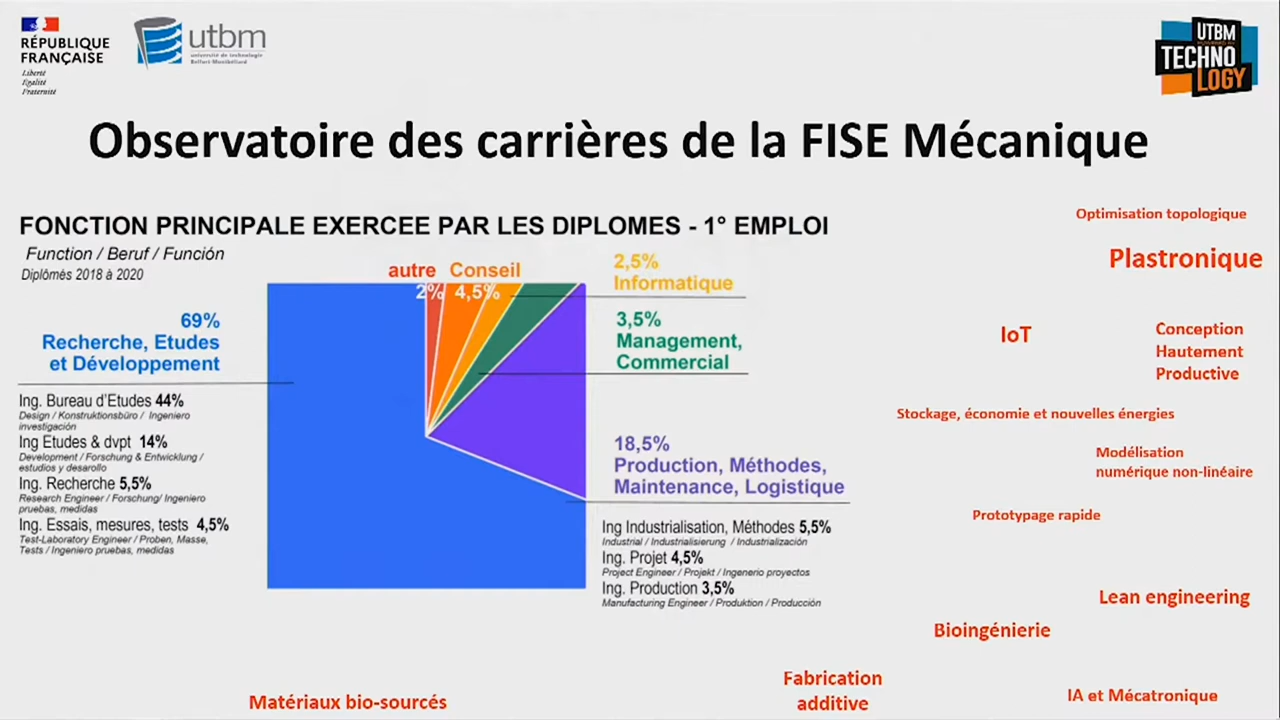 RÉPUBLIQUE
FRANÇAISE
Liberté
Égalité
Fraternité
utbm
université de technologie
Belfort-Montbéliard
UTBM
TECHNO
LOGY
Observatoire des carrières de la FISE Mécanique
FONCTION PRINCIPALE EXERCEE PAR LES DIPLOMES - 1° EMPLOI
Function / Beruf / Función
Diplômés 2018 à 2020
69%
Recherche, Etudes
et Développement
Ing. Bureau d'Etudes 44%
Design / Konstruktionsbüro / Ingeniero
investigación
Ing Etudes & dvpt 14%
Development / Forschung & Entwicklung /
estudios y desarollo
Ing. Recherche 5,5%
Research Engineer / Forschung/ Ingeniero
pruebas, medidas
Ing. Essais, mesures, tests 4,5%
Test-Laboratory Engineer / Proben, Masse,
Tests / Ingeniero pruebas, medidas
autre Conseil
2% 4,5%
2,5%
Informatique
3,5%
Management,
Commercial
18,5%
Production, Méthodes,
Maintenance, Logistique
Ing Industrialisation, Méthodes 5,5%
Industrial / Industrialisierung / Industrialización
Ing. Projet 4,5%
Project Engineer / Projekt / Ingenerio proyectos
Ing. Production 3,5%
Manufacturing Engineer / Produktion / Producción
Optimisation topologique
Plastronique
IoT
Conception
Hautement
Productive
Stockage, économie et nouvelles énergies
Modélisation
numérique non-linéaire
Prototypage rapide
Lean engineering
Bioingénierie
Fabrication
additive
IA et Mécatronique
Matériaux bio-sourcés